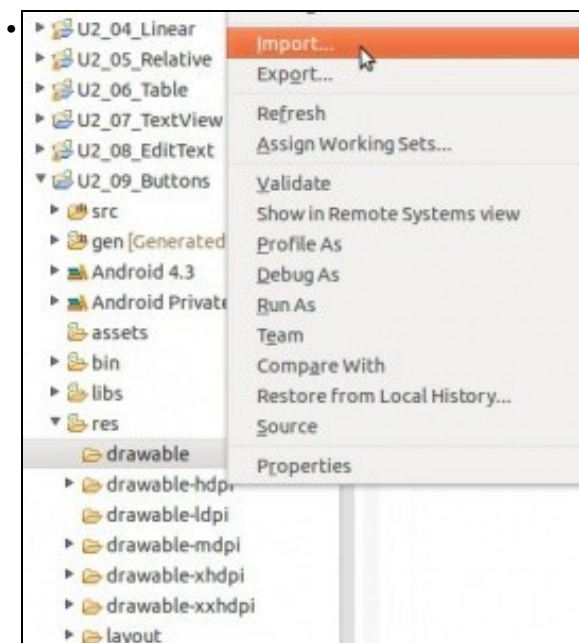 U2_04_Linear
U2_05_Relative
U2_06_Table
U2_07_TextView
U2_08_EditText
U2_09_Buttons
src
gen [Generated
Android 4.3
Android Private
assets
bin
libs
res
drawable
drawable-hdpi
drawable-ldpi
drawable-mdpi
drawable-xhdpi
drawable-xxhdpi
layout
Import...
Export...
Refresh
Assign Working Sets...
Validate
Show in Remote Systems view
Profile As
Debug As
Run As
Team
Compare With
Restore from Local History...
Source
Properties